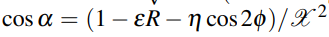 cos α = (1 − εR − η cos 2ϕ)/𝒳²